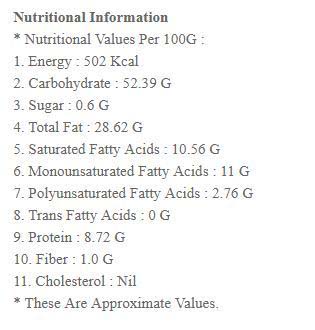 Nutritional Information
* Nutritional Values Per 100G :
1. Energy : 502 Kcal
2. Carbohydrate : 52.39 G
3. Sugar : 0.6 G
4. Total Fat : 28.62 G
5. Saturated Fatty Acids : 10.56 G
6. Monounsaturated Fatty Acids : 11 G
7. Polyunsaturated Fatty Acids : 2.76 G
8. Trans Fatty Acids : 0 G
9. Protein : 8.72 G
10. Fiber : 1.0 G
11. Cholesterol : Nil
* These Are Approximate Values.